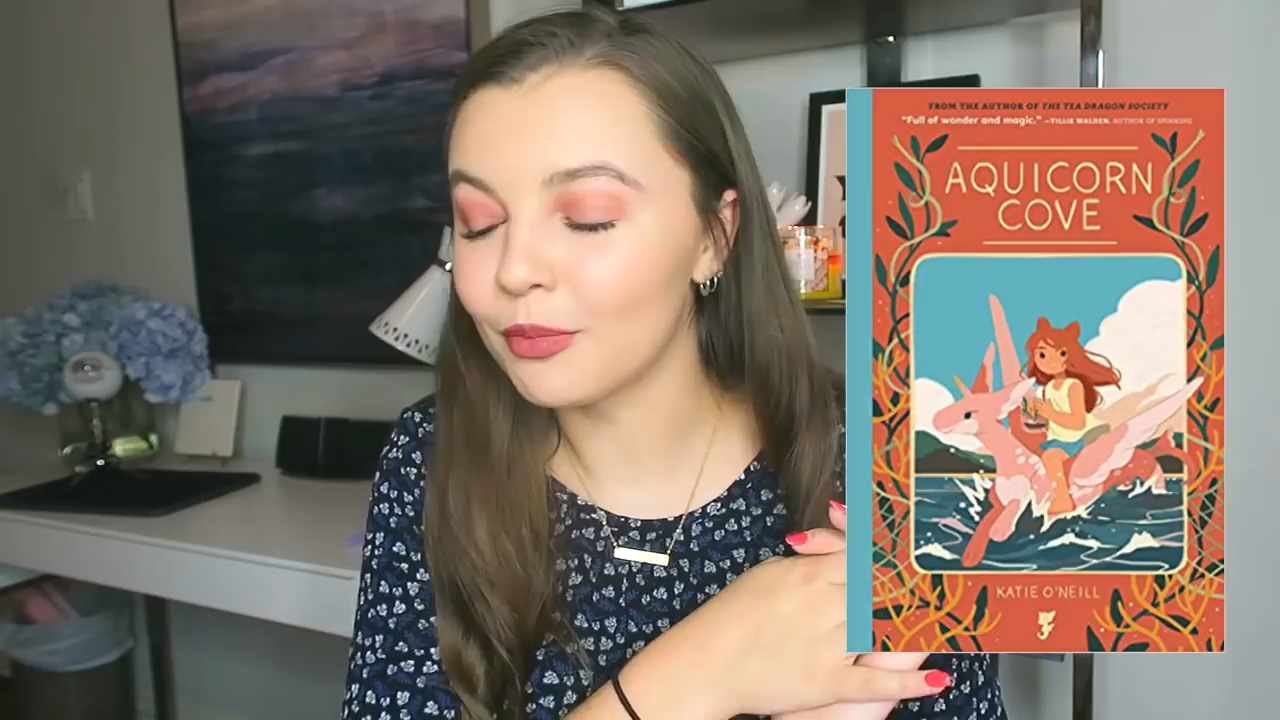 FROM THE AUTHOR OF THE TEA DRAGON SOCIETY
"Full of wonder and magic." —TILLIE WALDEN, AUTHOR OF SPINNING
AQUICORN
COVE
KATIE O'NEILL